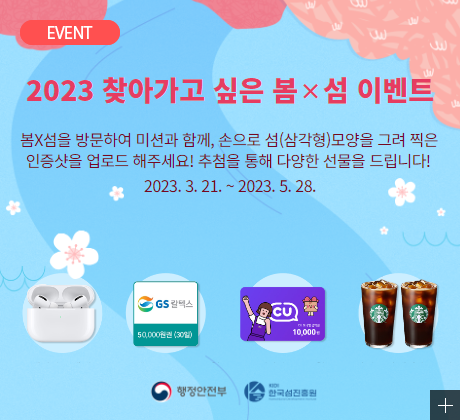 EVENT
2023 찾아가고 싶은 봄×섬 이벤트
봄X섬을 방문하여 미션과 함께, 손으로 섬(삼각형)모양을 그려 찍은
인증샷을 업로드 해주세요! 추첨을 통해 다양한 선물을 드립니다!
2023. 3. 21. ~ 2023. 5. 28.
GS칼텍스
50,000원권 (30일)
CU
10,000원
행정안전부
한국섬진흥원